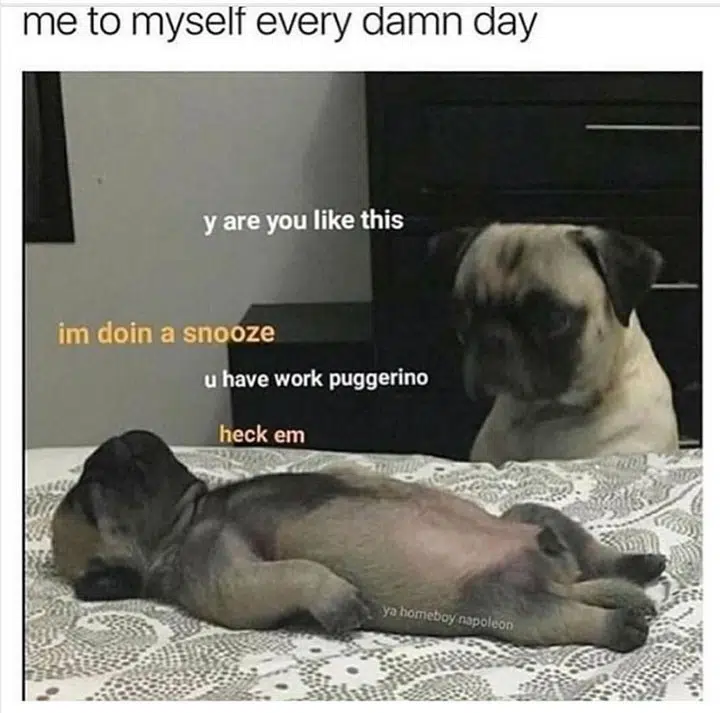 me to myself every damn day
y are you like this
im doin a snooze
u have work puggerino
heck em
ya homeboy napoleon